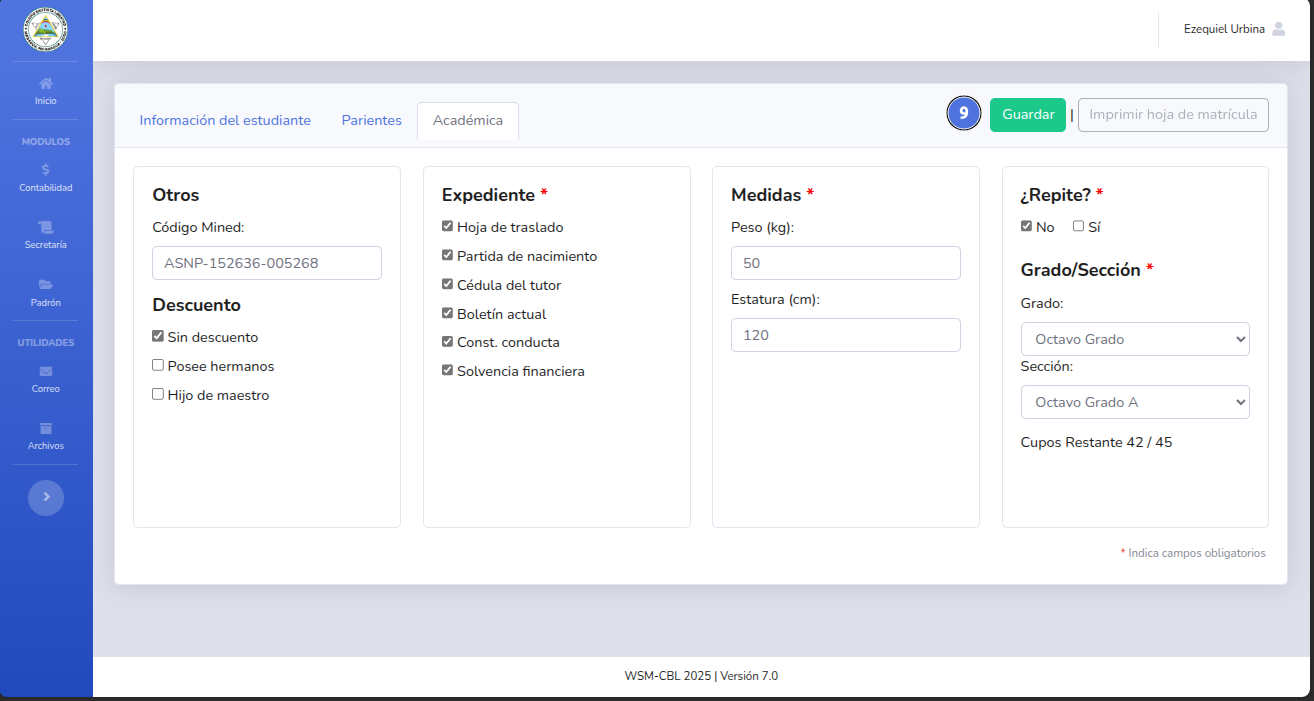 Ezequiel Urbina
Inicio
MODULOS
$
Contabilidad
Secretaría
Padrón
UTILIDADES
Correo
Archivos
Información del estudiante
Parientes
Académica
9
Guardar
|
Imprimir hoja de matrícula
Otros
Código Mined:
ASNP-152636-005268
Descuento
Sin descuento
Posee hermanos
Hijo de maestro
Expediente *
Hoja de traslado
Partida de nacimiento
Cédula del tutor
Boletín actual
Const. conducta
Solvencia financiera
Medidas *
Peso (kg):
50
Estatura (cm):
120
¿Repite? *
No Sí
Grado/Sección *
Grado:
Octavo Grado
Sección:
Octavo Grado A
Cupos Restante 42 / 45
* Indica campos obligatorios
WSM-CBL 2025 | Versión 7.0